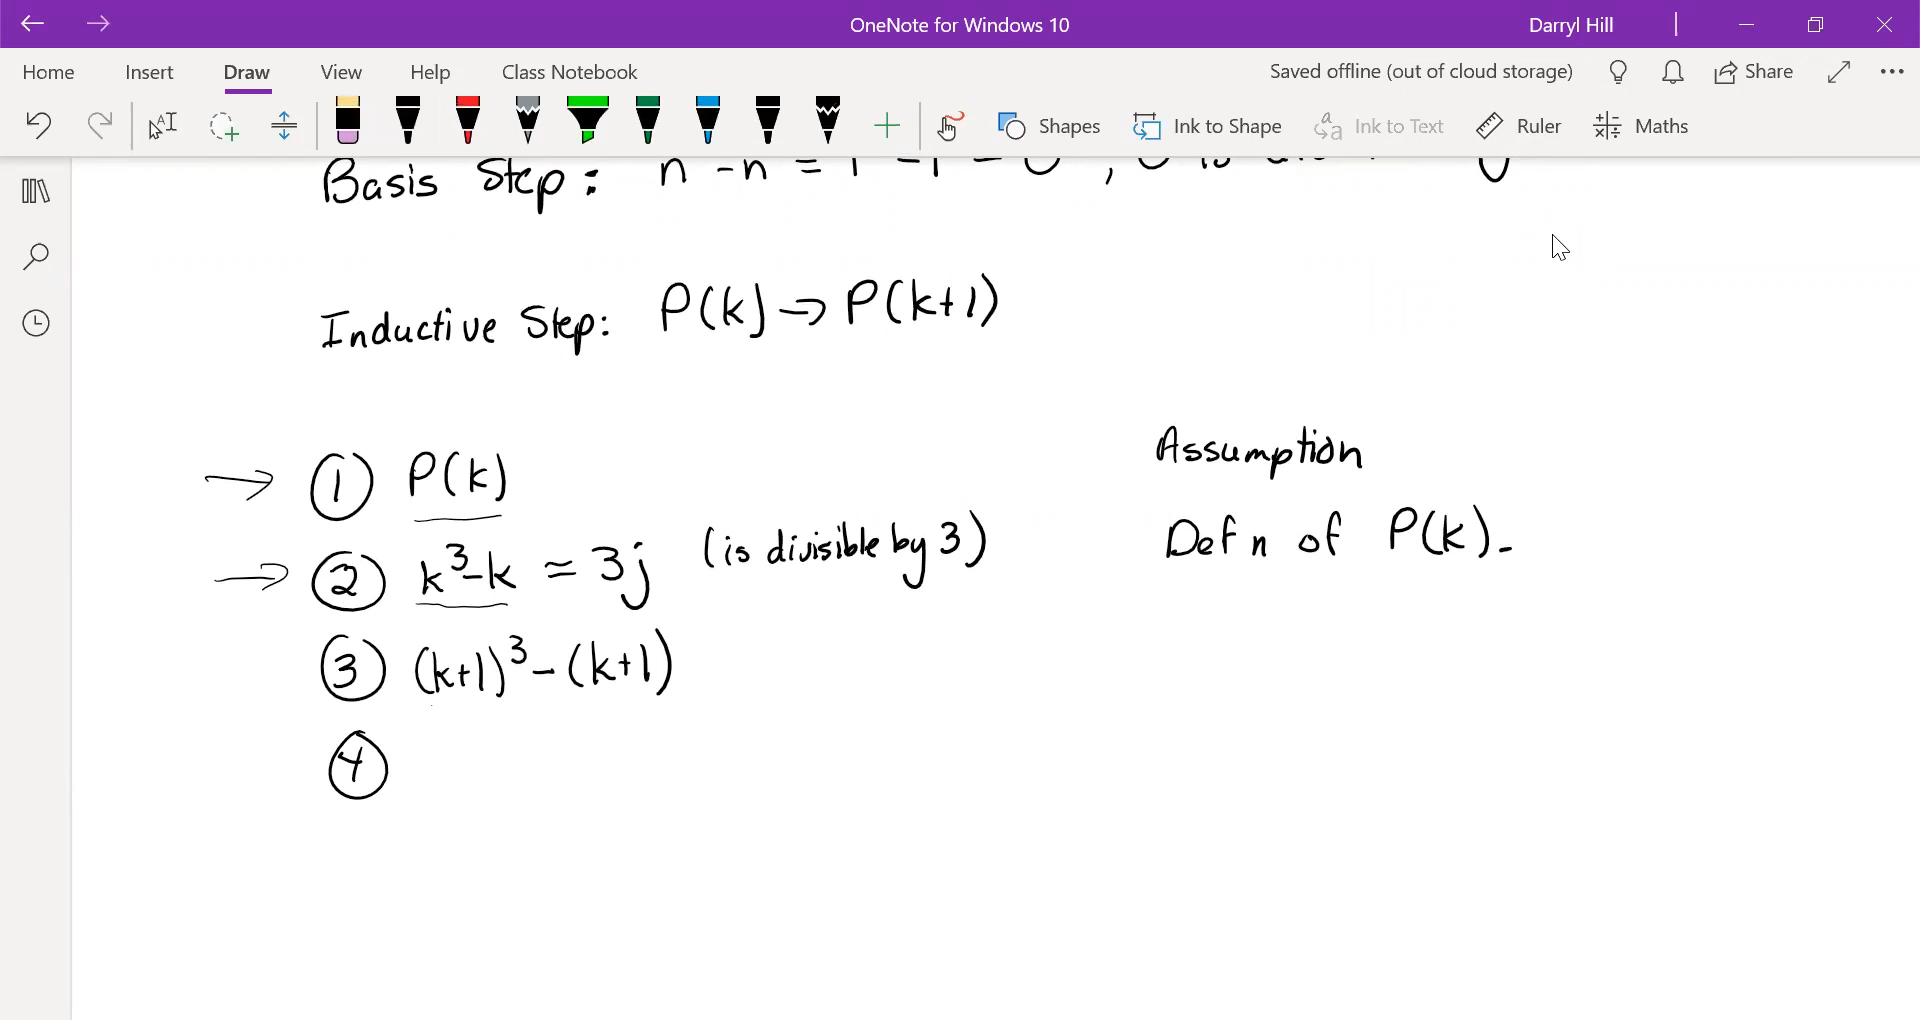 OneNote for Windows 10
Darryl Hill
Home Insert Draw View Help Class Notebook
Saved offline (out of cloud storage) Share
Shapes Ink to Shape Ink to Text Ruler Maths
Basis Step:
Inductive Step: P(k) → P(k+1)
→ ① P(k) Assumption
→ ② k³-k = 3j (is divisible by 3) Defn of P(k).
③ (k+1)³-(k+1)
④